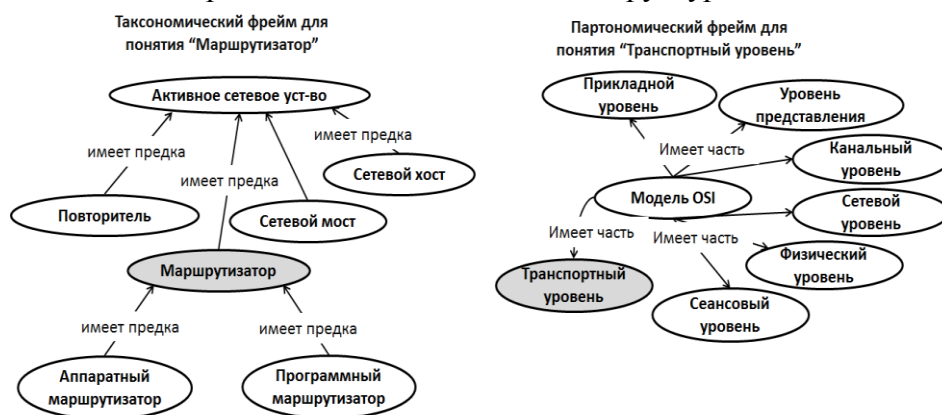 Таксономический фрейм для
понятия “Маршрутизатор”
Активное сетевое уст-во
имеет предка
имеет предка
имеет предка
Сетевой хост
Повторитель
Сетевой мост
Маршрутизатор
имеет предка
имеет предка
Аппаратный
маршрутизатор
Программный
маршрутизатор
Партономический фрейм для
понятия “Транспортный уровень”
Прикладной
уровень
Уровень
представления
Имеет часть
Канальный
уровень
Модель OSI
Сетевой
уровень
Имеет часть
Имеет часть
Физический
уровень
Транспортный
уровень
Сеансовый
уровень